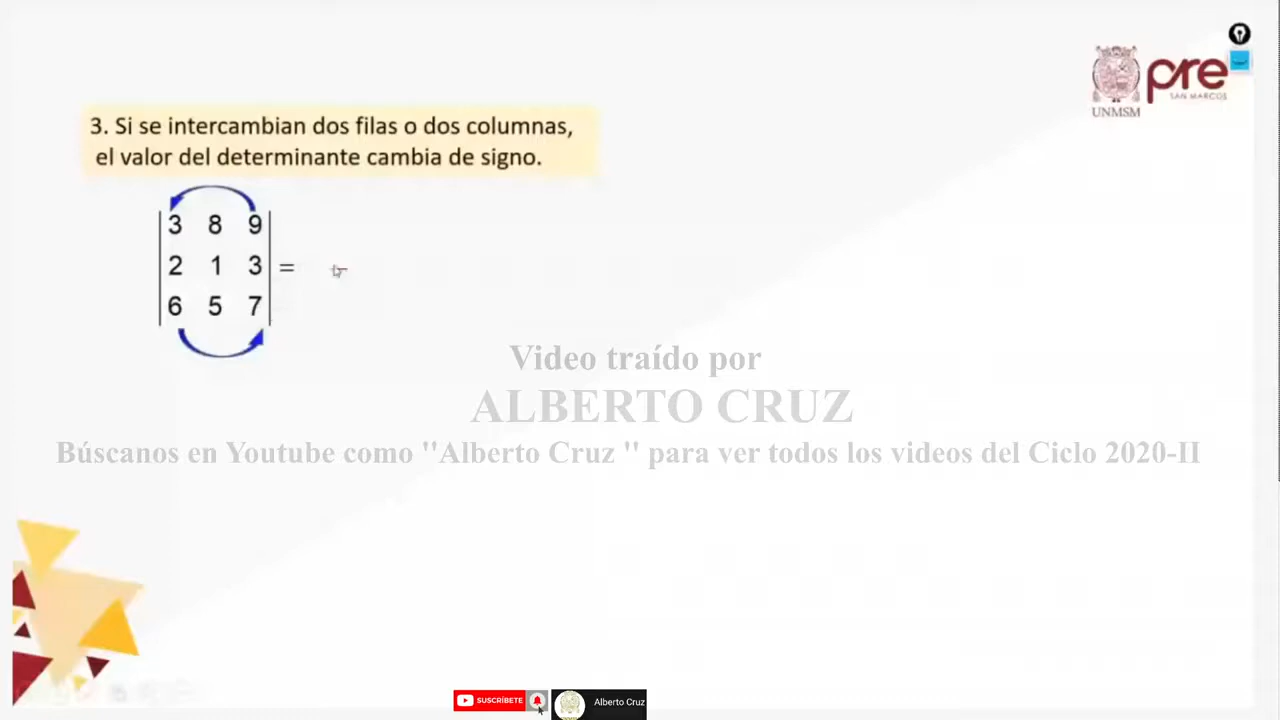 pre
SAN MARCOS
UNMSM
3. Si se intercambian dos filas o dos columnas,
el valor del determinante cambia de signo.
3 8 9
2 1 3 =
6 5 7
Video traído por
ALBERTO CRUZ
Búscanos en Youtube como "Alberto Cruz " para ver todos los videos del Ciclo 2020-II
SUSCRÍBETE
Alberto Cruz